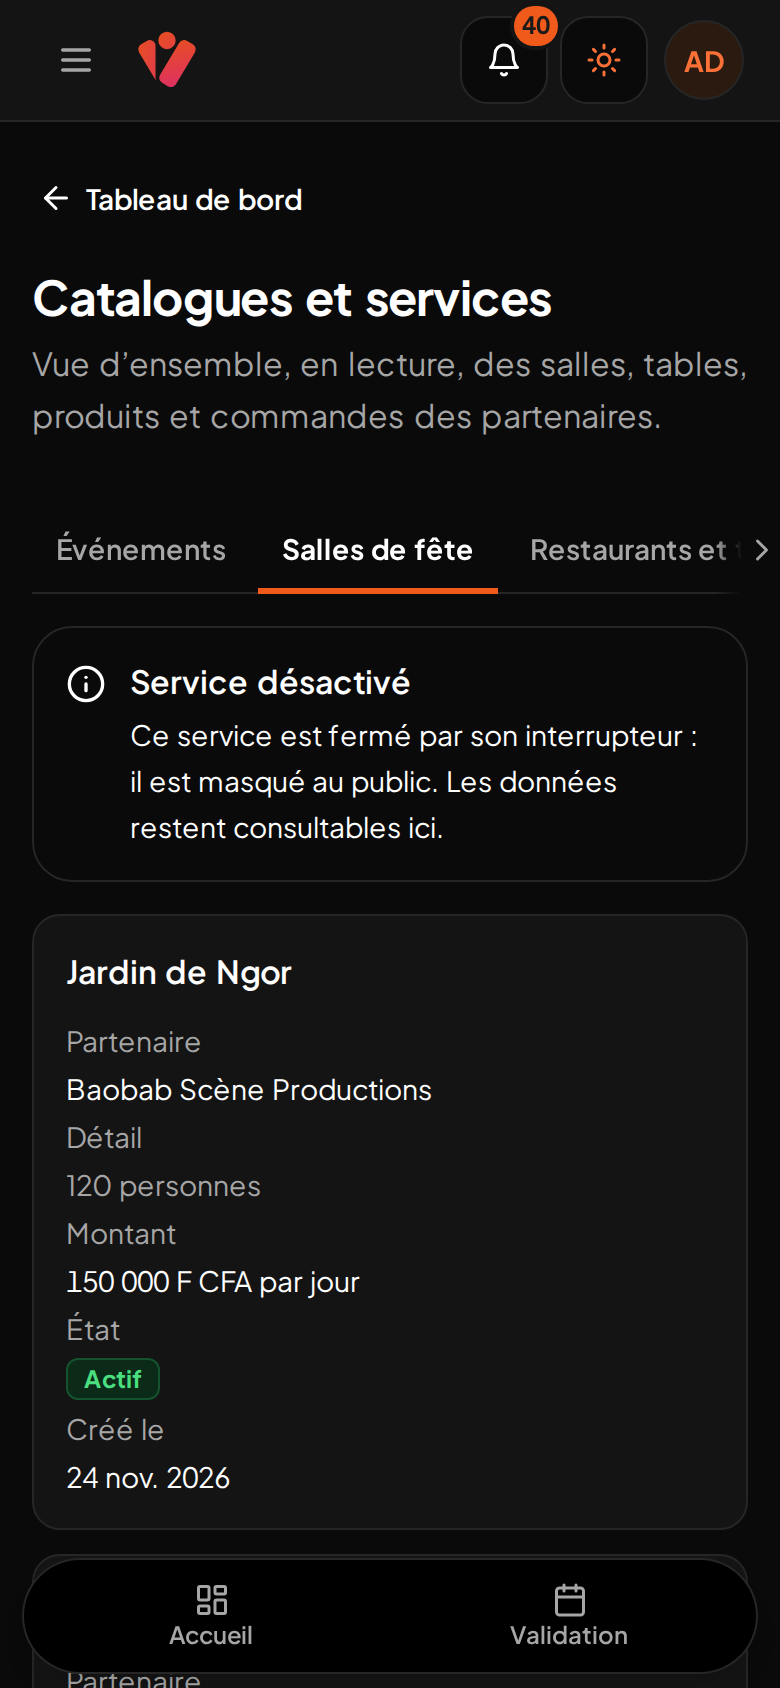 40
AD
Tableau de bord
Catalogues et services
Vue d’ensemble, en lecture, des salles, tables,
produits et commandes des partenaires.
Événements
Salles de fête
Restaurants et
Service désactivé
Ce service est fermé par son interrupteur :
il est masqué au public. Les données
restent consultables ici.
Jardin de Ngor
Partenaire
Baobab Scène Productions
Détail
120 personnes
Montant
150 000 F CFA par jour
État
Actif
Créé le
24 nov. 2026
Accueil
Validation
Partenaire